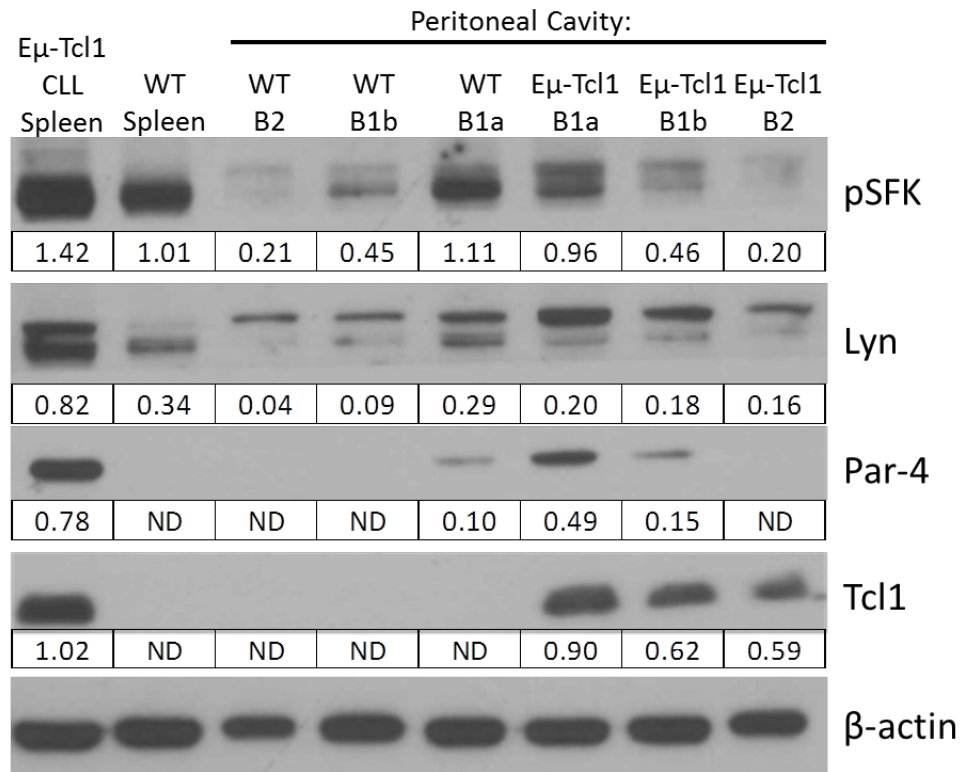 Peritoneal Cavity:
Eµ-Tcl1 CLL Spleen
WT Spleen
WT B2
WT B1b
WT B1a
Eµ-Tcl1 B1a
Eµ-Tcl1 B1b
Eµ-Tcl1 B2
pSFK
1.42 1.01 0.21 0.45 1.11 0.96 0.46 0.20
Lyn
0.82 0.34 0.04 0.09 0.29 0.20 0.18 0.16
Par-4
0.78 ND ND ND 0.10 0.49 0.15 ND
Tcl1
1.02 ND ND ND ND 0.90 0.62 0.59
β-actin